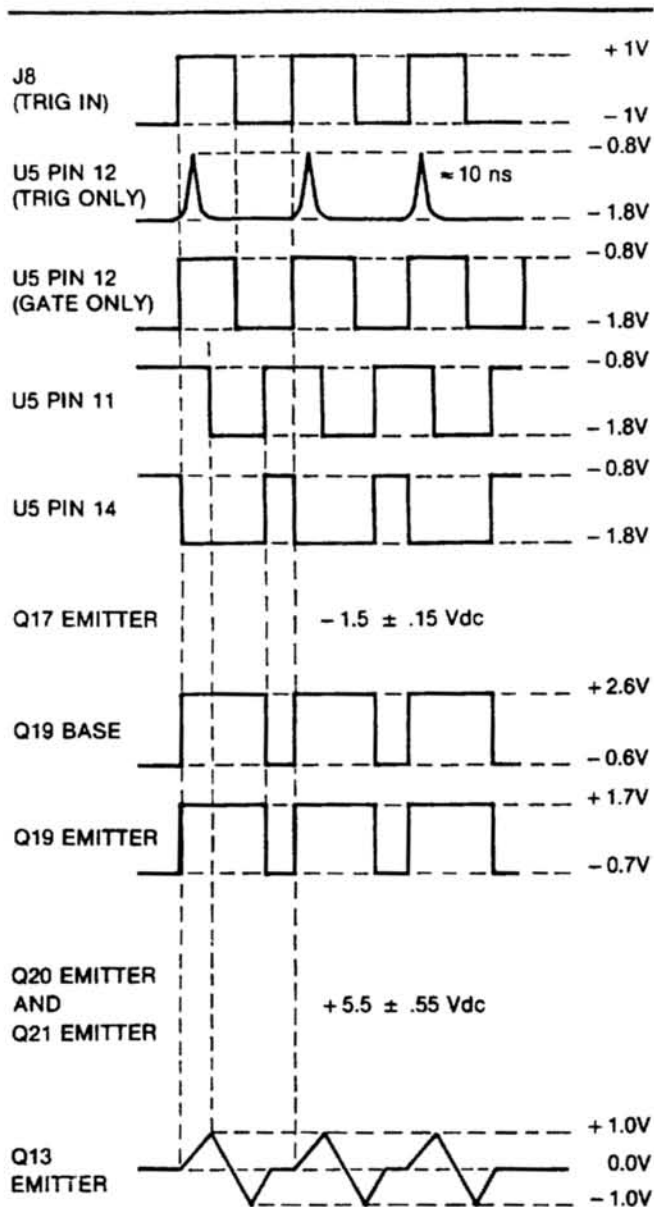 + 1V
J8
(TRIG IN)
- 1V
- 0.8V
U5 PIN 12
(TRIG ONLY)
≈ 10 ns
- 1.8V
- 0.8V
U5 PIN 12
(GATE ONLY)
- 1.8V
- 0.8V
U5 PIN 11
- 1.8V
- 0.8V
U5 PIN 14
- 1.8V
Q17 EMITTER
- 1.5 ± .15 Vdc
+ 2.6V
Q19 BASE
- 0.6V
+ 1.7V
Q19 EMITTER
- 0.7V
Q20 EMITTER
AND
Q21 EMITTER
+ 5.5 ± .55 Vdc
+ 1.0V
Q13
EMITTER
0.0V
- 1.0V